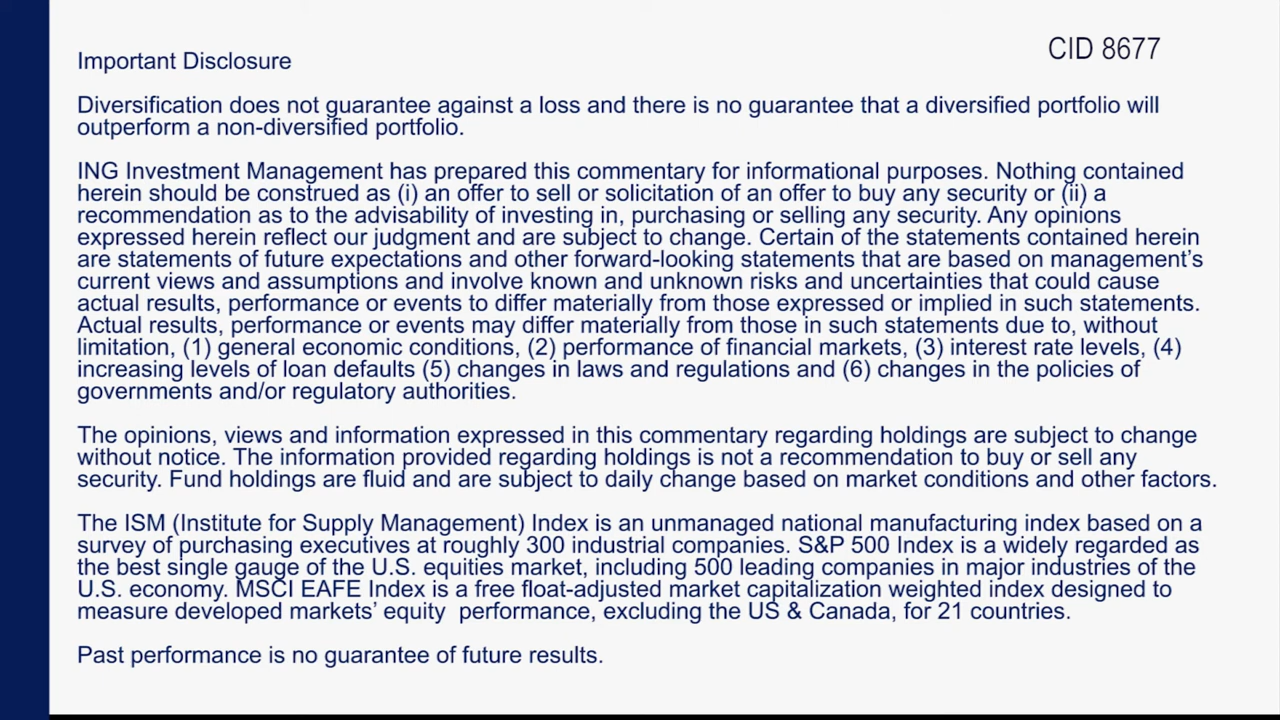 CID 8677
Important Disclosure
Diversification does not guarantee against a loss and there is no guarantee that a diversified portfolio will
outperform a non-diversified portfolio.
ING Investment Management has prepared this commentary for informational purposes. Nothing contained
herein should be construed as (i) an offer to sell or solicitation of an offer to buy any security or (ii) a
recommendation as to the advisability of investing in, purchasing or selling any security. Any opinions
expressed herein reflect our judgment and are subject to change. Certain of the statements contained herein
are statements of future expectations and other forward-looking statements that are based on management’s
current views and assumptions and involve known and unknown risks and uncertainties that could cause
actual results, performance or events to differ materially from those expressed or implied in such statements.
Actual results, performance or events may differ materially from those in such statements due to, without
limitation, (1) general economic conditions, (2) performance of financial markets, (3) interest rate levels, (4)
increasing levels of loan defaults (5) changes in laws and regulations and (6) changes in the policies of
governments and/or regulatory authorities.
The opinions, views and information expressed in this commentary regarding holdings are subject to change
without notice. The information provided regarding holdings is not a recommendation to buy or sell any
security. Fund holdings are fluid and are subject to daily change based on market conditions and other factors.
The ISM (Institute for Supply Management) Index is an unmanaged national manufacturing index based on a
survey of purchasing executives at roughly 300 industrial companies. S&P 500 Index is a widely regarded as
the best single gauge of the U.S. equities market, including 500 leading companies in major industries of the
U.S. economy. MSCI EAFE Index is a free float-adjusted market capitalization weighted index designed to
measure developed markets’ equity  performance, excluding the US & Canada, for 21 countries.
Past performance is no guarantee of future results.